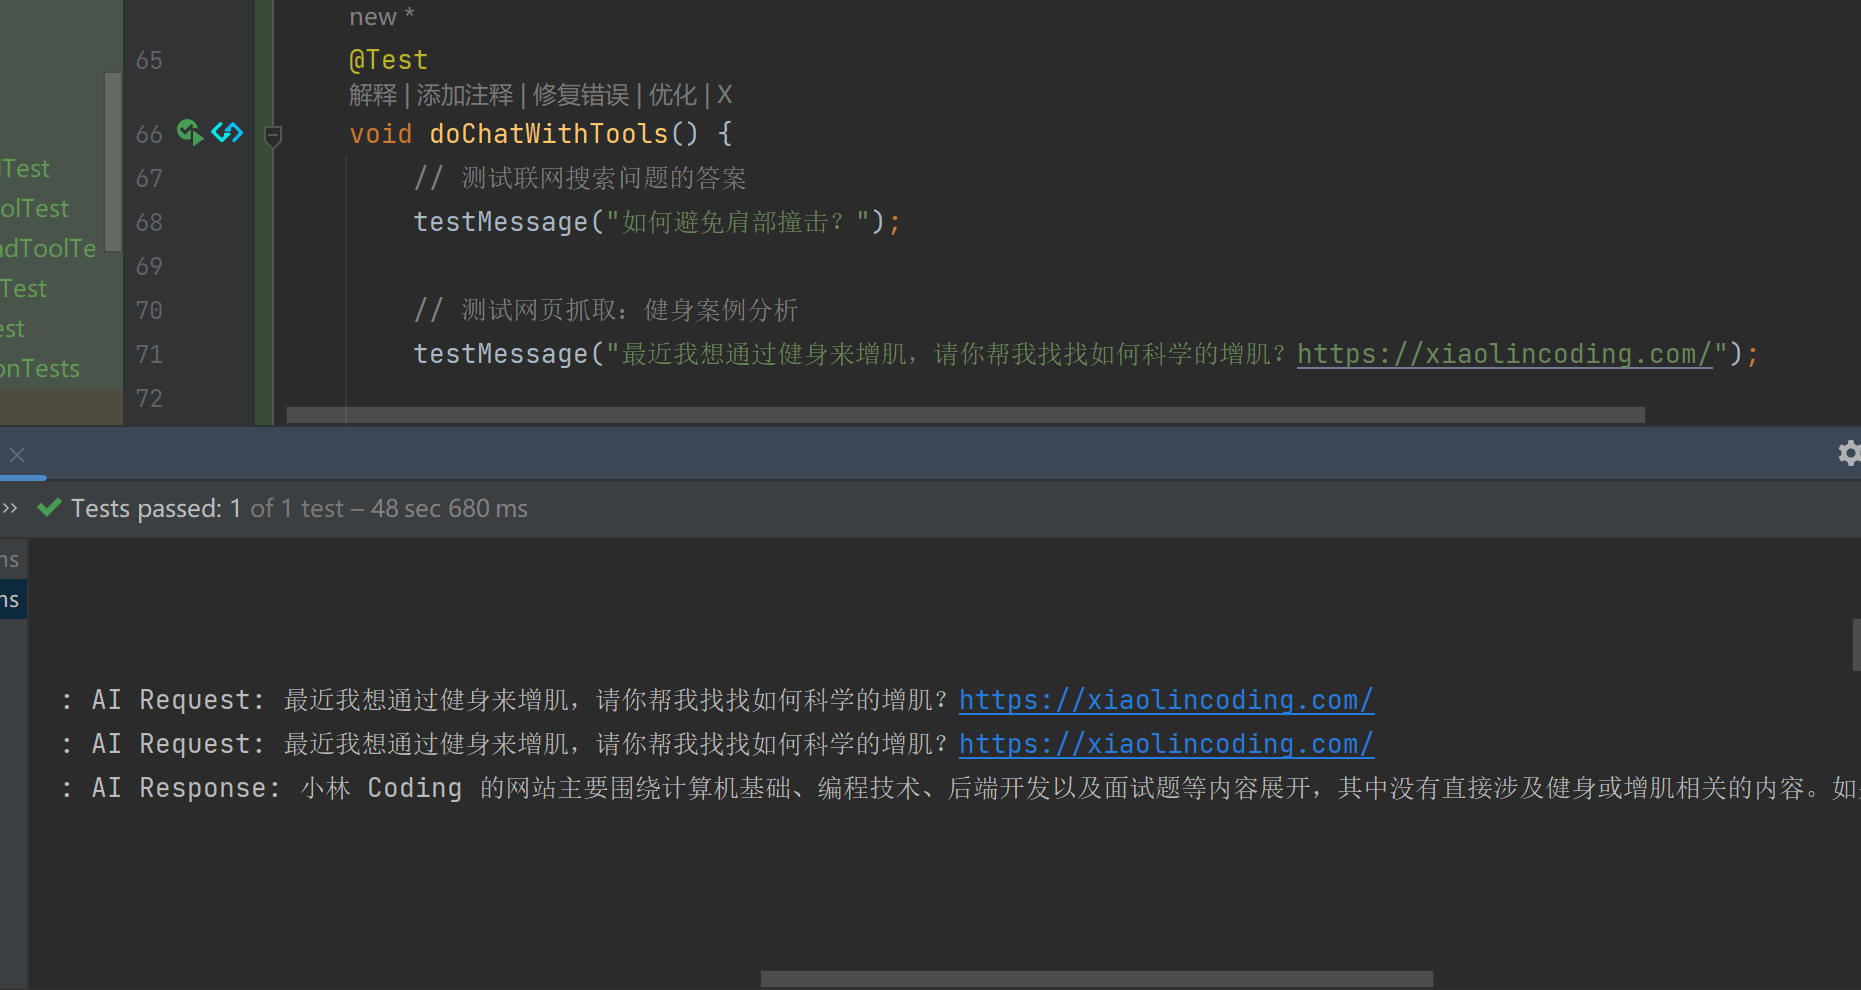 new *
65
@Test
解释 | 添加注释 | 修复错误 | 优化 | X
66
void doChatWithTools() {
67
// 测试联网搜索问题的答案
68
testMessage("如何避免肩部撞击？");
69
70
// 测试网页抓取：健身案例分析
71
testMessage("最近我想通过健身来增肌，请你帮我找找如何科学的增肌？https://xiaolincoding.com/");
72
Test
olTest
ndToolTe
Test
est
onTests
» Tests passed: 1 of 1 test – 48 sec 680 ms
ms
ms
: AI Request: 最近我想通过健身来增肌，请你帮我找找如何科学的增肌？https://xiaolincoding.com/
: AI Request: 最近我想通过健身来增肌，请你帮我找找如何科学的增肌？https://xiaolincoding.com/
: AI Response: 小林 Coding 的网站主要围绕计算机基础、编程技术、后端开发以及面试题等内容展开，其中没有直接涉及健身或增肌相关的内容。如